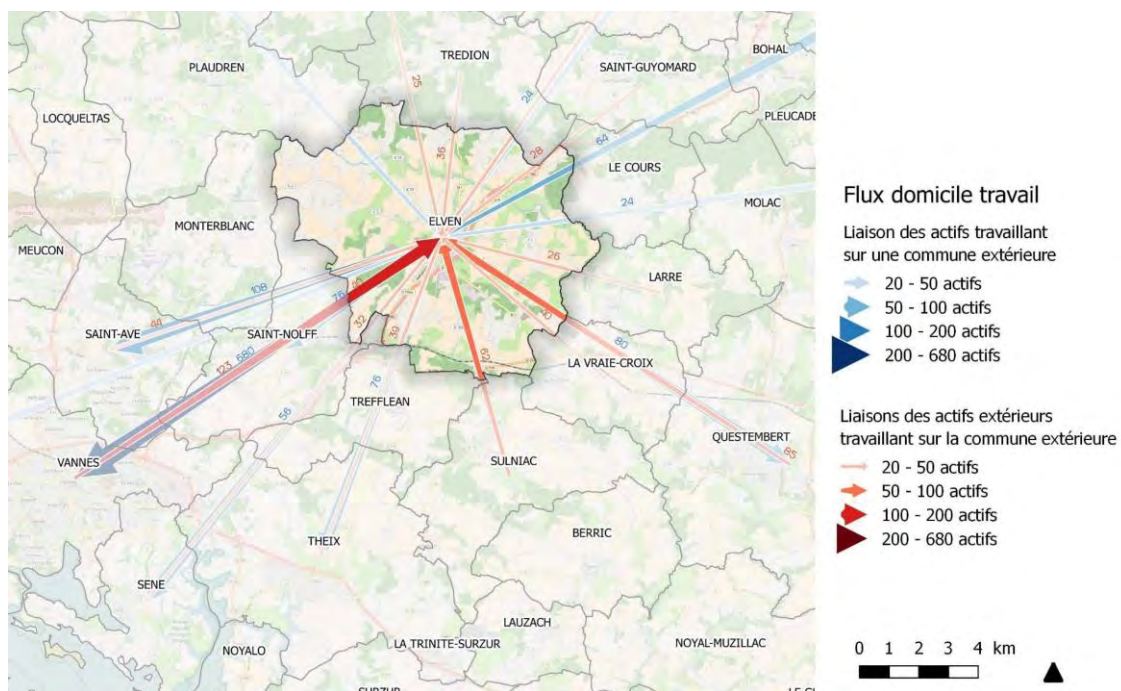 BOHAL
TREDION
PLAUDREN
SAINT-GUYOMARD
25
24
LOCQUELTAS
PLEUCADE
64
36
28
LE COURS
24
MOLAC
MONTERBLANC
ELVEN
MEUCON
26
LARRE
108
75
44
32
SAINT-AVE
SAINT-NOLFF
39
80
LA VRAIE-CROIX
680
123
62
76
TREFFLEAN
56
QUESTEMBERT
65
VANNES
SULNIAC
BERRIC
THEIX
SENE
LAUZACH
NOYALO
LA TRINITE-SURZUR
NOYAL-MUZILLAC
SURZUR
Flux domicile travail
Liaison des actifs travaillant
sur une commune extérieure
20 - 50 actifs
50 - 100 actifs
100 - 200 actifs
200 - 680 actifs
Liaisons des actifs extérieurs
travaillant sur la commune extérieure
20 - 50 actifs
50 - 100 actifs
100 - 200 actifs
200 - 680 actifs
0 1 2 3 4 km